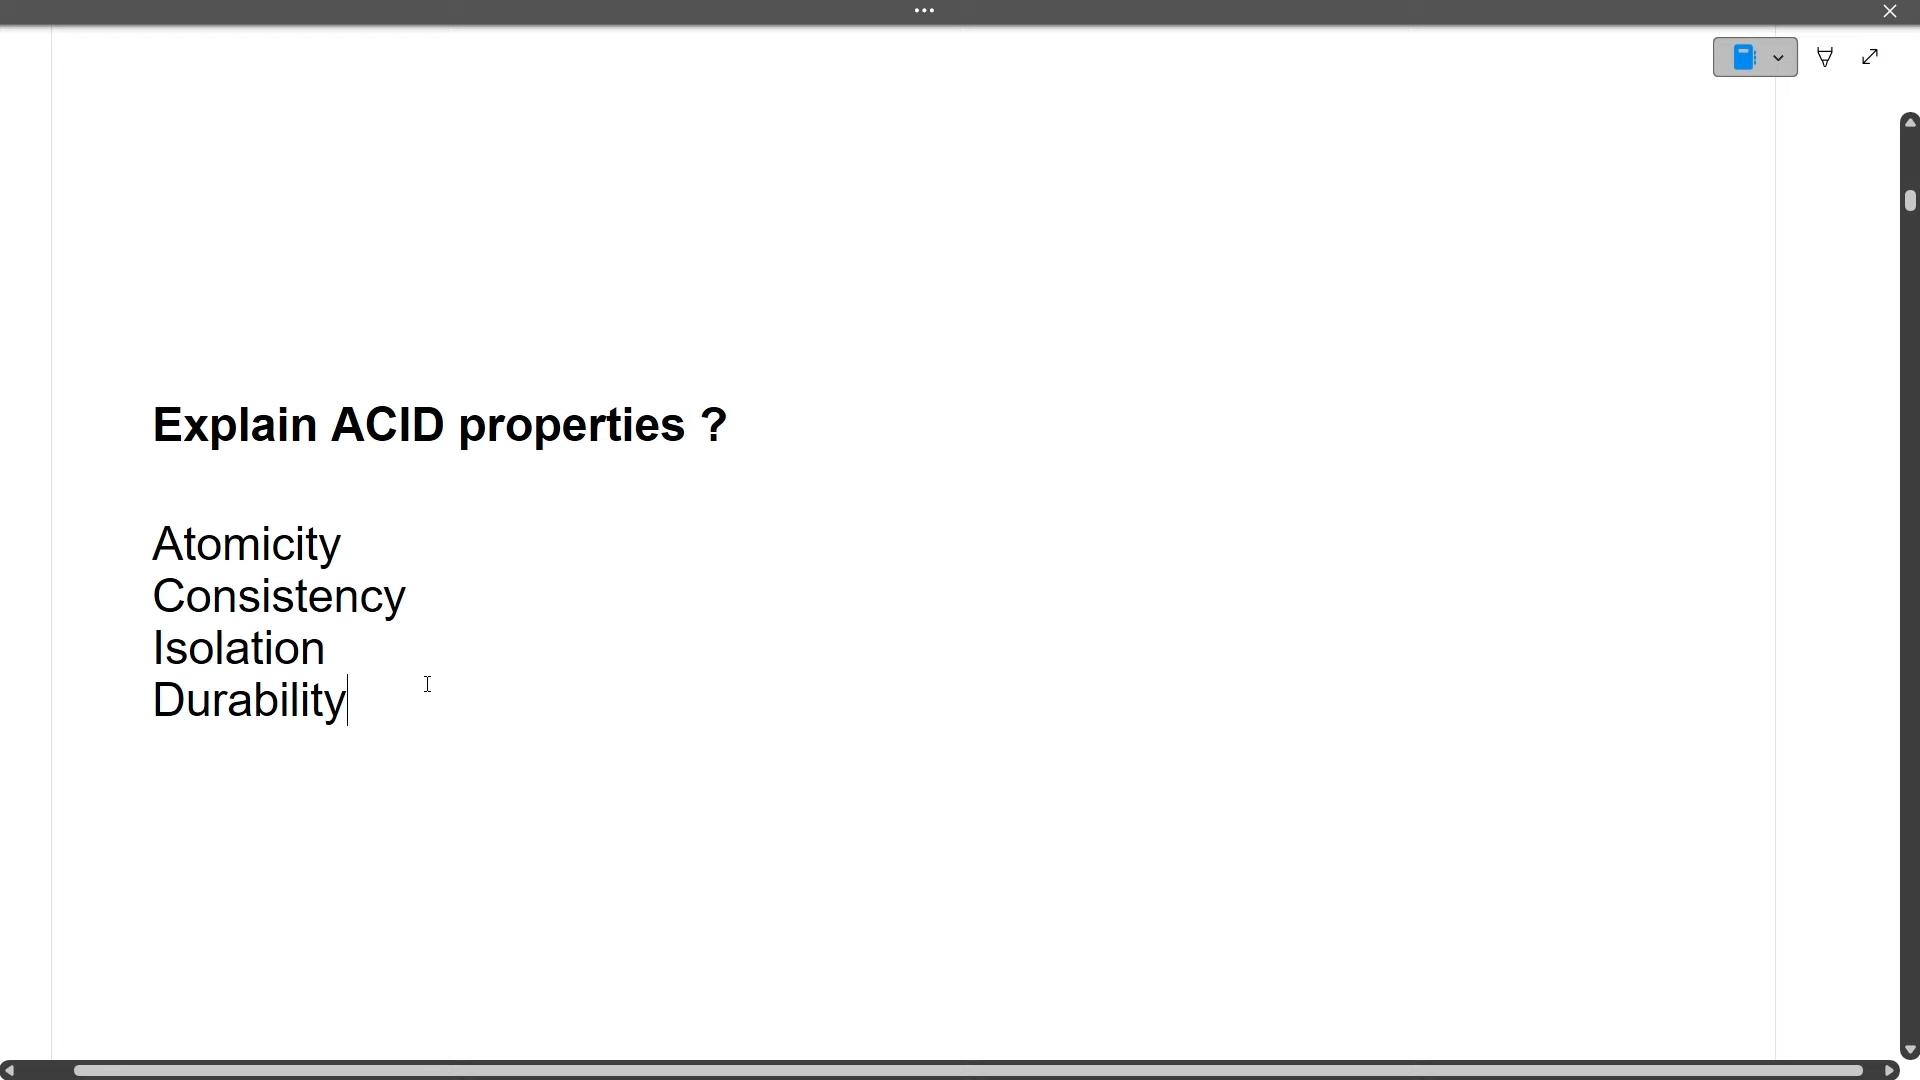 Explain ACID properties ?
Atomicity
Consistency
Isolation
Durability